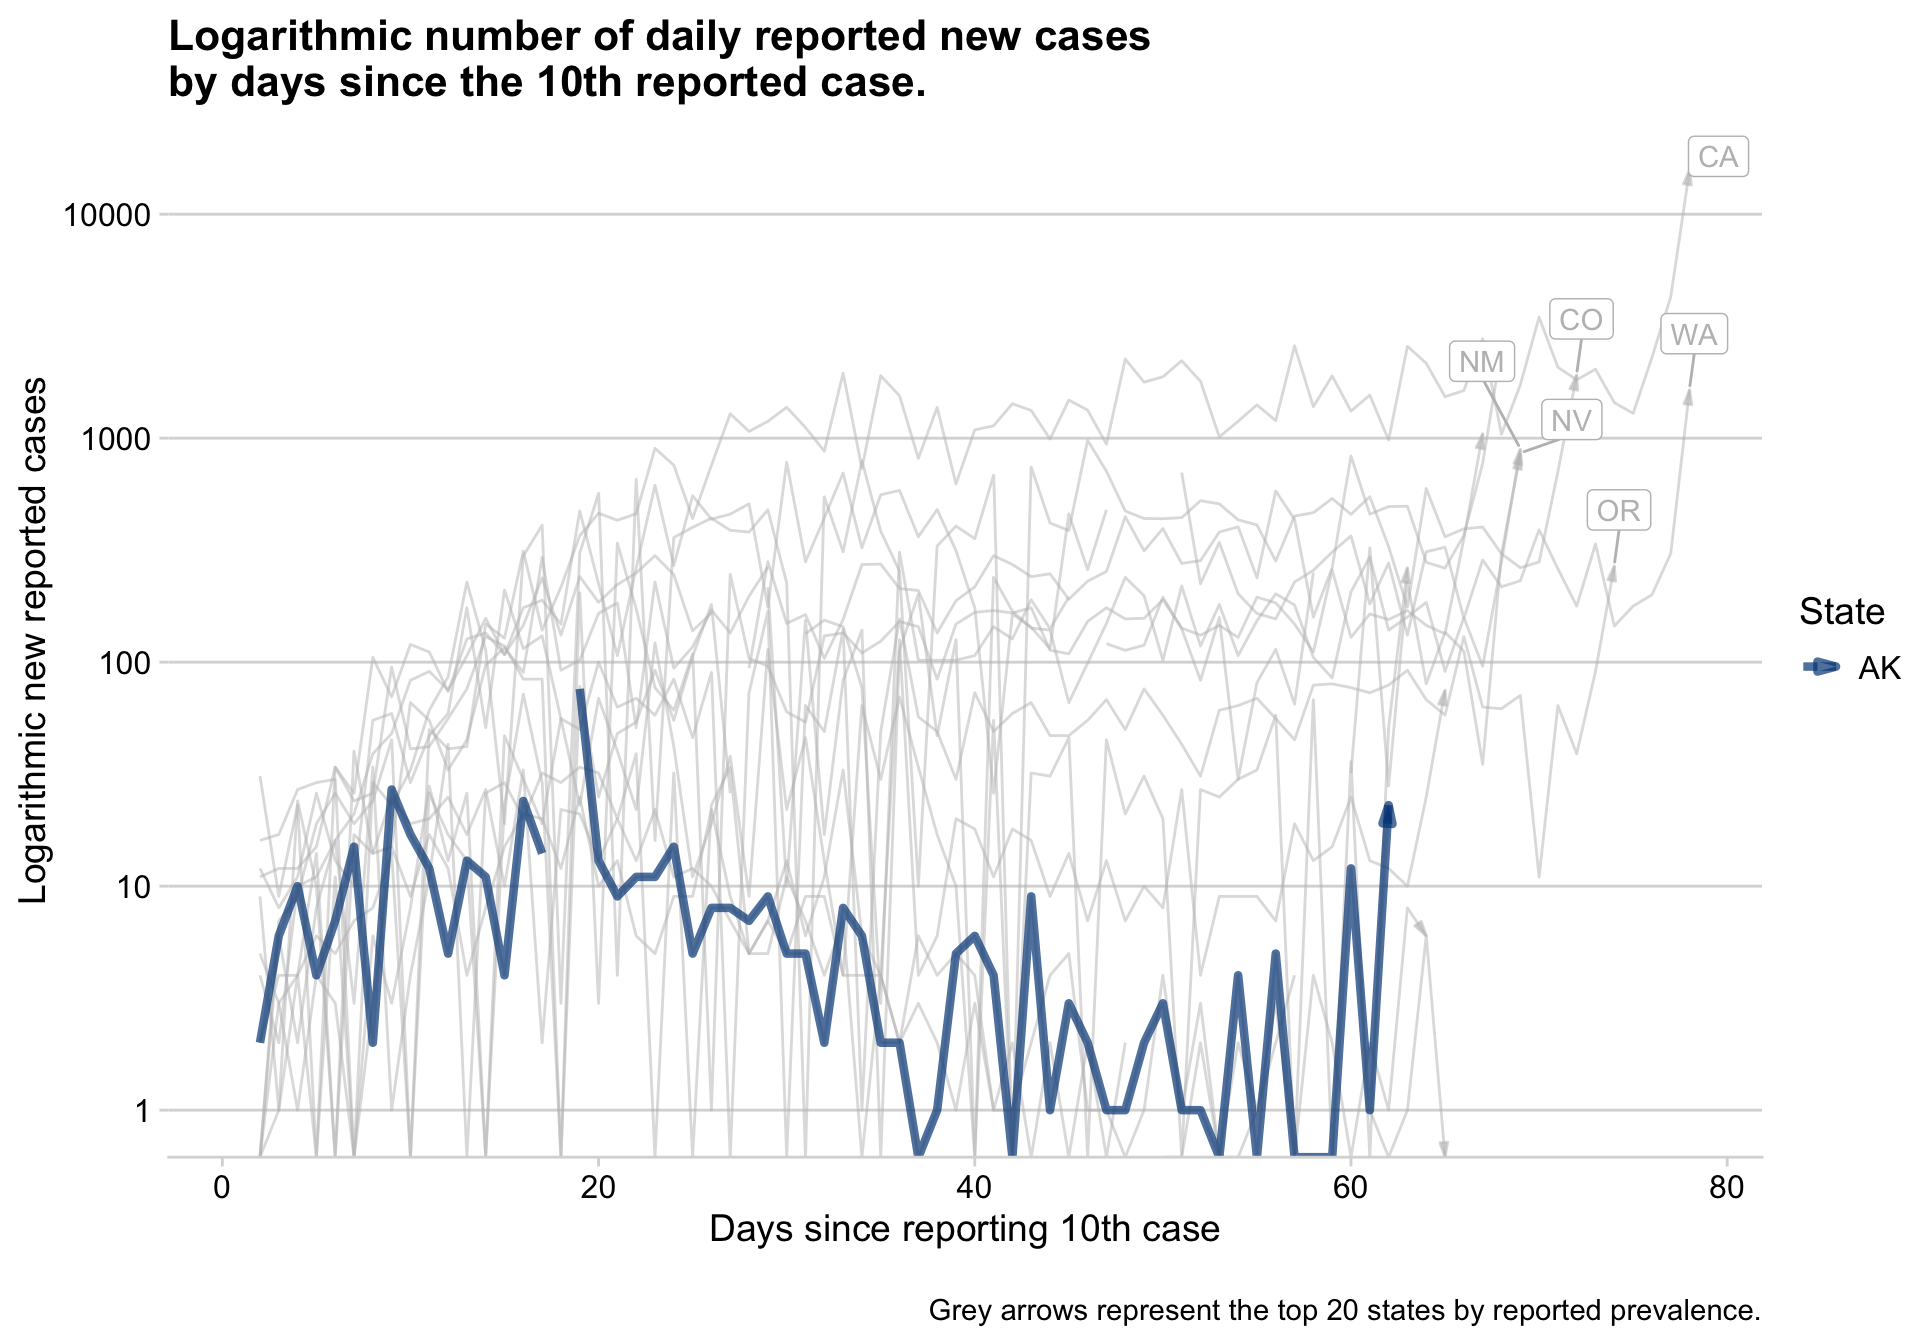 Logarithmic number of daily reported new cases
by days since the 10th reported case.
Logarithmic new reported cases
10000
1000
100
10
1
CA
CO
WA
NM
NV
OR
State
AK
0
20
40
60
80
Days since reporting 10th case
Grey arrows represent the top 20 states by reported prevalence.